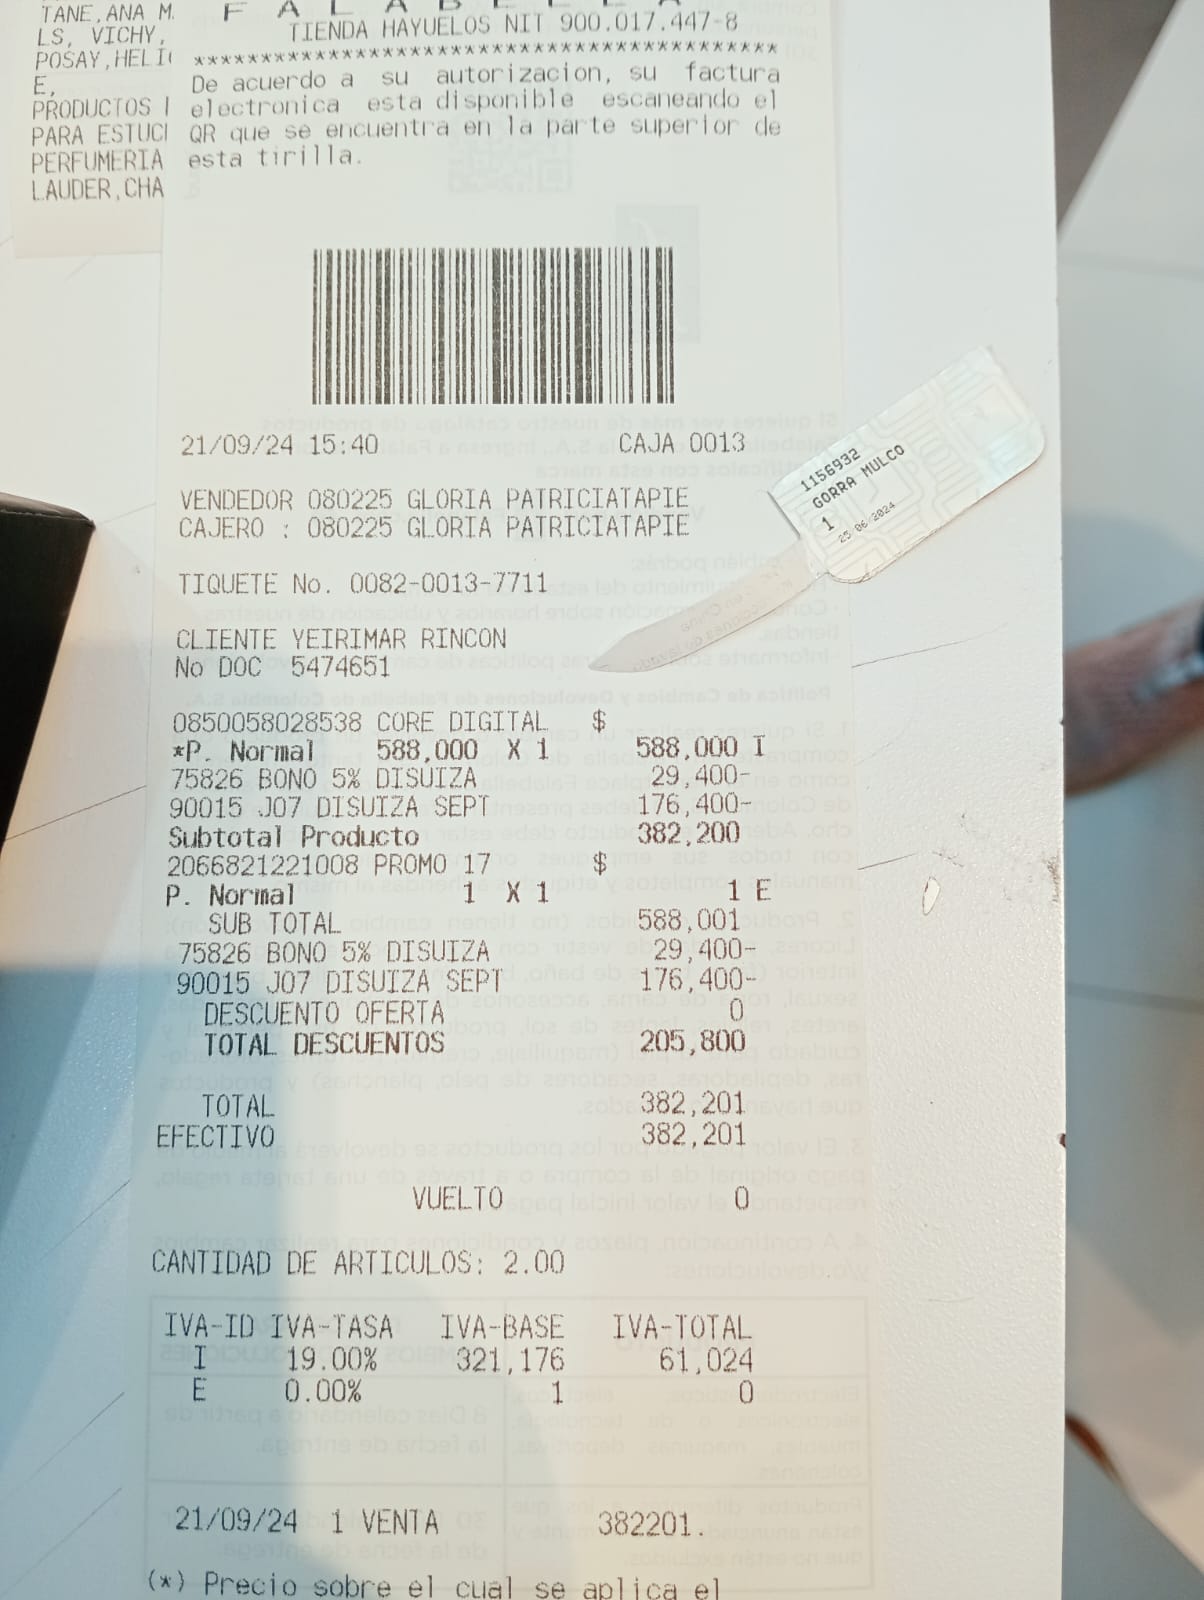 TANE, ANA M.
LS, VICHY,
POSAY, HELI
E,
PRODUCTOS
PARA ESTUC
PERFUMERIA
LAUDER, CHA
F A L A B E L L A
TIENDA HAYUELOS NIT 900.017.447-8
*******************************************
De acuerdo a su autorizacion, su factura
electronica esta disponible escaneando el
QR que se encuentra en la parte superior de
esta tirilla.
21/09/24 15:40 CAJA 0013
VENDEDOR 080225 GLORIA PATRICIATAPIE
CAJERO : 080225 GLORIA PATRICIATAPIE
TIQUETE No. 0082-0013-7711
CLIENTE YEIRIMAR RINCON
No DOC 5474651
0850058028538 CORE DIGITAL $
*P. Normal 588,000 X 1 588,000 I
75826 BONO 5% DISUIZA 29,400-
90015 J07 DISUIZA SEPT 176,400-
Subtotal Producto 382,200
2066821221008 PROMO 17 $
P. Normal 1 X 1 1 E
SUB TOTAL 588,001
75826 BONO 5% DISUIZA 29,400-
90015 J07 DISUIZA SEPT 176,400-
DESCUENTO OFERTA 0
TOTAL DESCUENTOS 205,800
TOTAL 382,201
EFECTIVO 382,201
VUELTO 0
CANTIDAD DE ARTICULOS: 2.00
IVA-ID IVA-TASA IVA-BASE IVA-TOTAL
I 19.00% 321,176 61,024
E 0.00% 1 0
21/09/24 1 VENTA 382201.
(*) Precio sobre el cual se aplica el
1156932
GORRA MULCO
1
25/06/2024